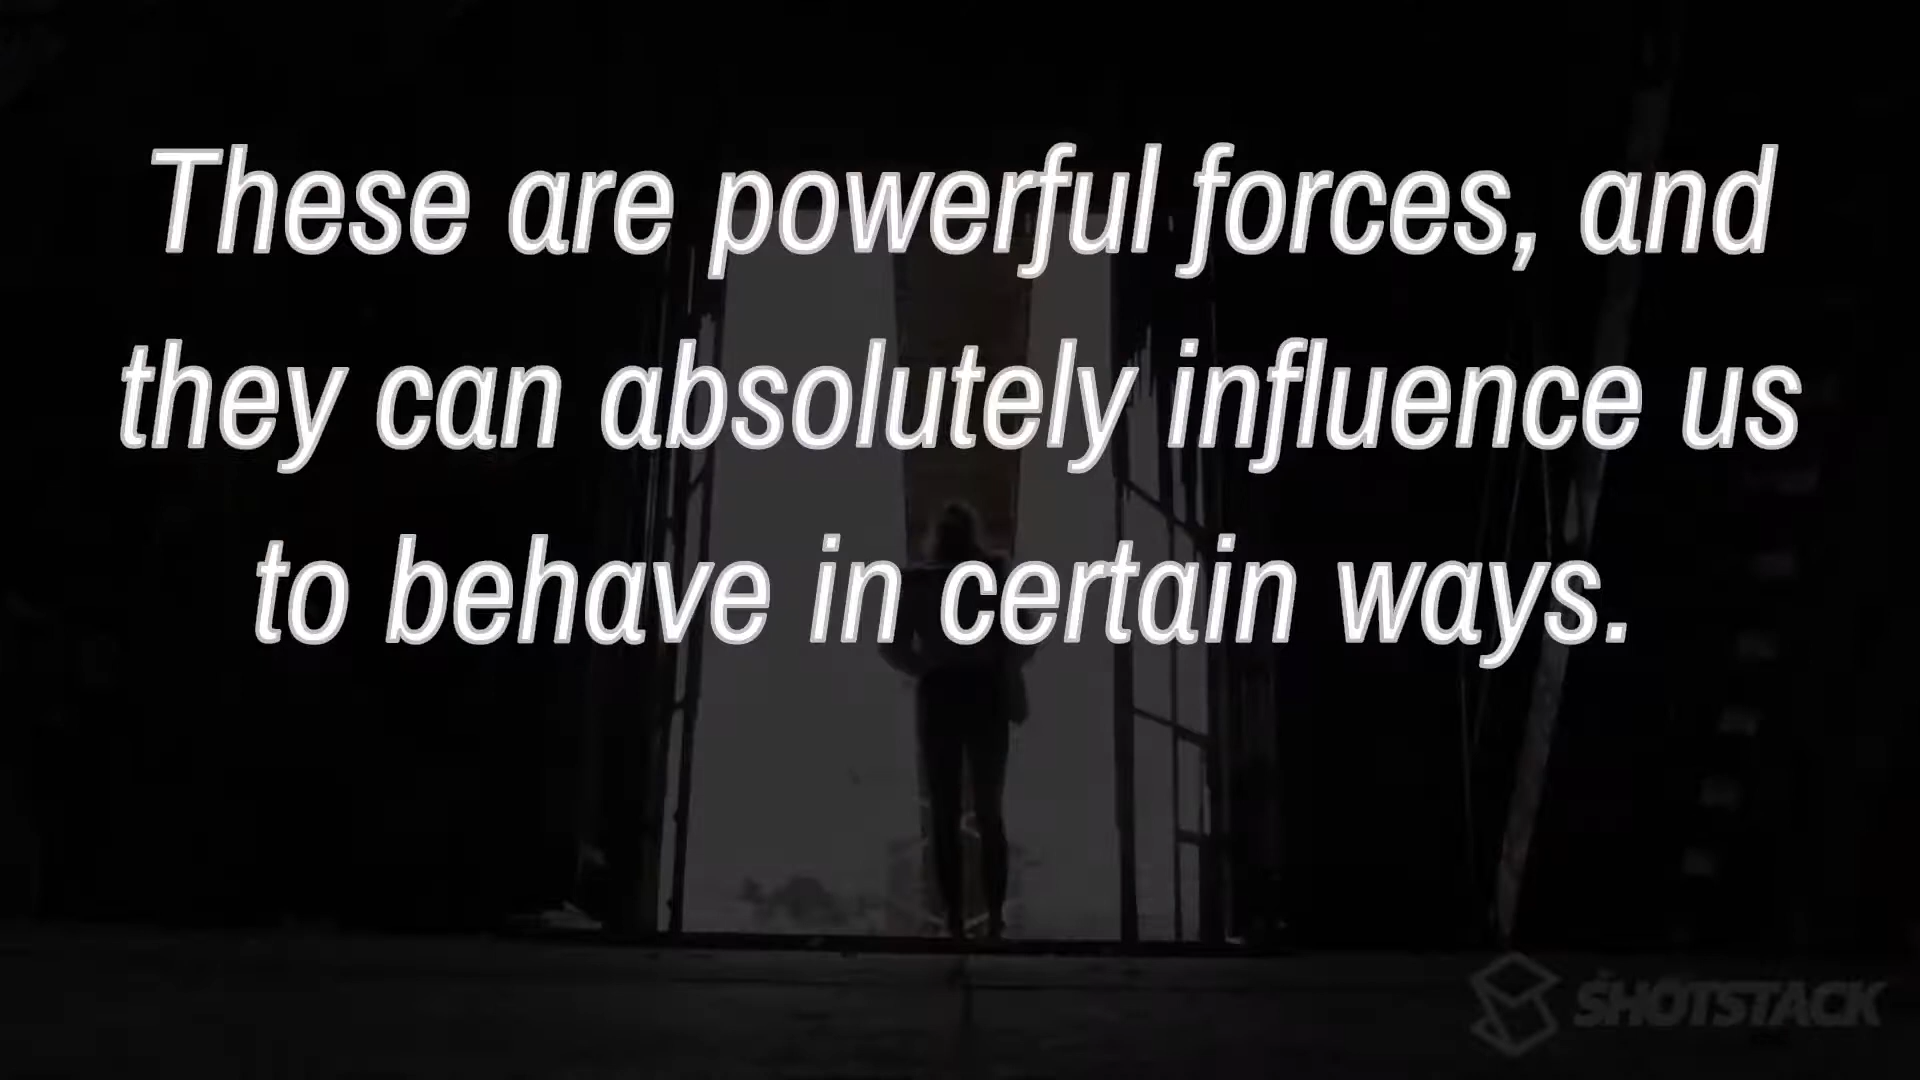 These are powerful forces, and
they can absolutely influence us
to behave in certain ways.
SHOTSTACK